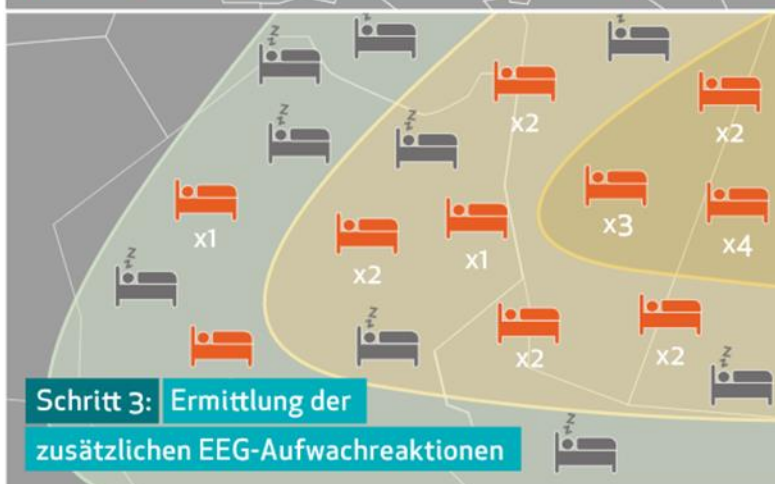 x2
x2
x3
x1
x4
x2
x1
x2
x2
Schritt 3: Ermittlung der
zusätzlichen EEG-Aufwachreaktionen